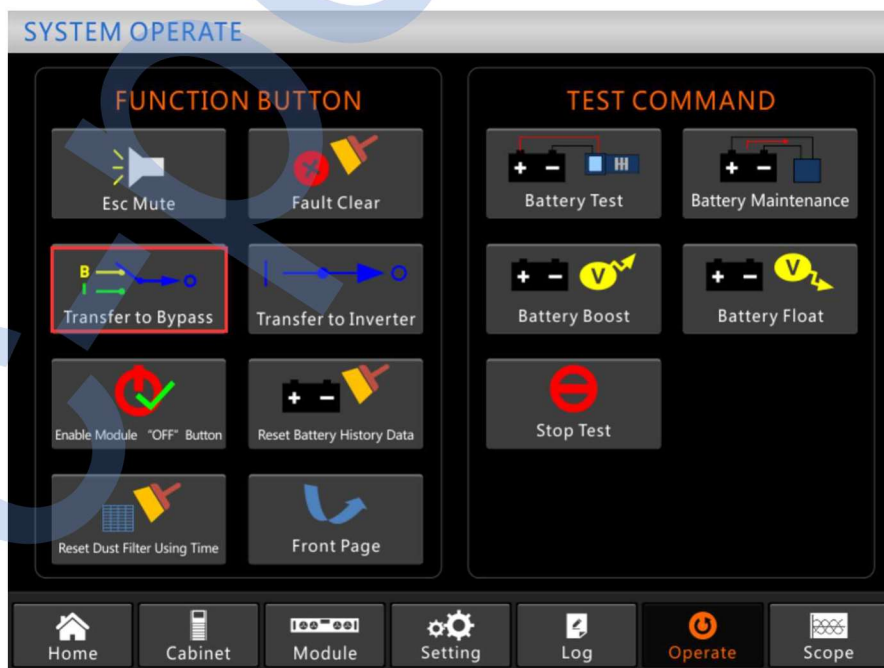 SYSTEM OPERATE
FUNCTION BUTTON
Esc Mute
Fault Clear
B
I
Transfer to Bypass
Transfer to Inverter
Enable Module “OFF” Button
Reset Battery History Data
Reset Dust Filter Using Time
Front Page
TEST COMMAND
Battery Test
Battery Maintenance
V
Battery Boost
V
Battery Float
Stop Test
Home
Cabinet
Module
Setting
Log
Operate
Scope